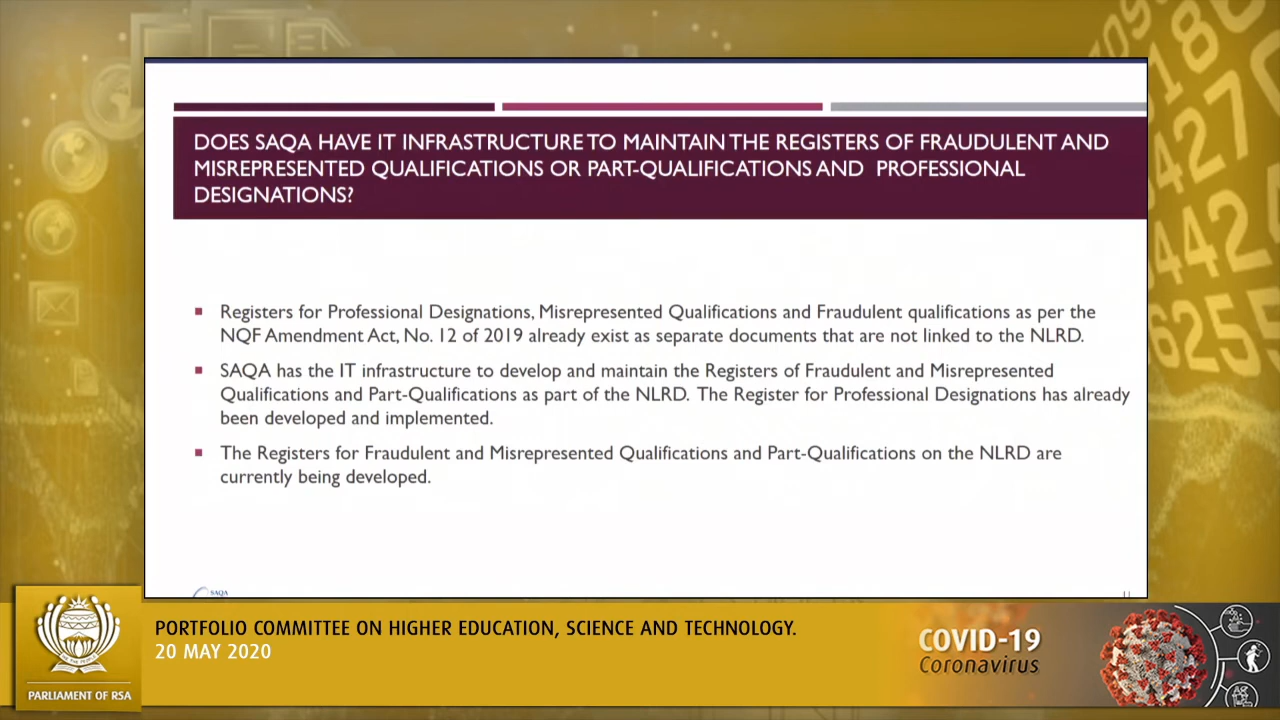 DOES SAQA HAVE IT INFRASTRUCTURE TO MAINTAIN THE REGISTERS OF FRAUDULENT AND
MISREPRESENTED QUALIFICATIONS OR PART-QUALIFICATIONS AND PROFESSIONAL
DESIGNATIONS?
▪ Registers for Professional Designations, Misrepresented Qualifications and Fraudulent qualifications as per the
NQF Amendment Act, No. 12 of 2019 already exist as separate documents that are not linked to the NLRD.
▪ SAQA has the IT infrastructure to develop and maintain the Registers of Fraudulent and Misrepresented
Qualifications and Part-Qualifications as part of the NLRD. The Register for Professional Designations has already
been developed and implemented.
▪ The Registers for Fraudulent and Misrepresented Qualifications and Part-Qualifications on the NLRD are
currently being developed.
SAQA
11
PORTFOLIO COMMITTEE ON HIGHER EDUCATION, SCIENCE AND TECHNOLOGY.
20 MAY 2020
PARLIAMENT OF RSA
COVID-19
Coronavirus